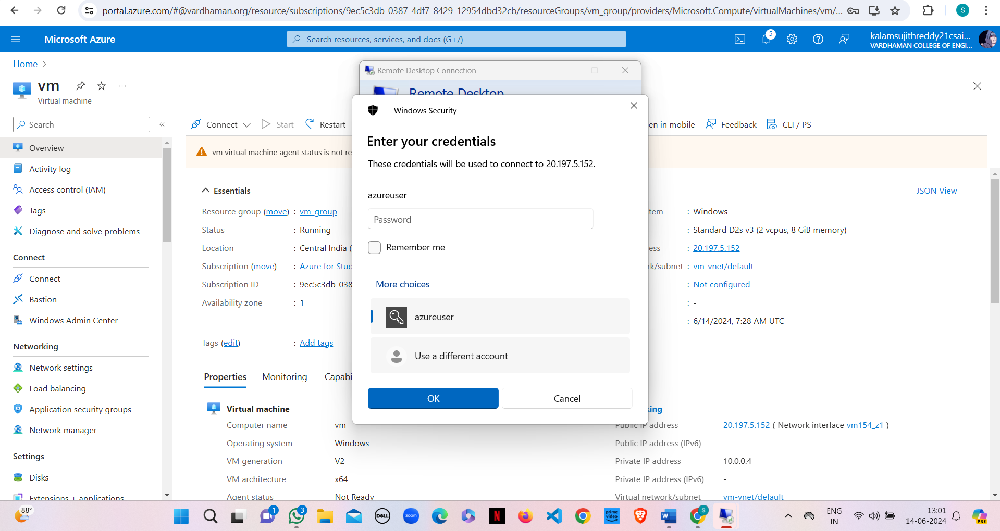 portal.azure.com/#@vardhaman.org/resource/subscriptions/9ec5c3db-0387-4df7-8429-12954dbd32cb/resourceGroups/vm_group/providers/Microsoft.Compute/virtualMachines/vm/...
S
Microsoft Azure
Search resources, services, and docs (G+/)
5
kalamsujithreddy21csai...
VARDHAMAN COLLEGE OF ENGI...
Home
Remote Desktop Connection
vm
Virtual machine
Remote Desktop
Windows Security
Search
Connect
Start
Restart
en in mobile
Feedback
CLI / PS
Enter your credentials
vm virtual machine agent status is not re
These credentials will be used to connect to 20.197.5.152.
Overview
Activity log
Access control (IAM)
Tags
Diagnose and solve problems
Connect
Connect
Bastion
Windows Admin Center
Networking
Network settings
Load balancing
Application security groups
Network manager
Settings
Disks
Extensions + applications
Essentials
JSON View
Resource group (move) : vm_group
Status : Running
Location : Central India (
Subscription (move) : Azure for Stud
Subscription ID : 9ec5c3db-038
Availability zone : 1
Tags (edit) : Add tags
azureuser
Password
Remember me
More choices
azureuser
Use a different account
OK
Cancel
tem : Windows
: Standard D2s v3 (2 vcpus, 8 GiB memory)
ess : 20.197.5.152
rk/subnet : vm-vnet/default
: Not configured
: -
: 6/14/2024, 7:28 AM UTC
Properties
Monitoring
Capabi
Virtual machine
Computer name vm
Operating system Windows
VM generation V2
VM architecture x64
Agent status Not Ready
king
Public IP address 20.197.5.152 ( Network interface vm154_z1 )
Public IP address (IPv6) -
Private IP address 10.0.0.4
Private IP address (IPv6) -
Virtual network/subnet vm-vnet/default
88°
1
3
DELL
zoom
N
prime video
W
S
ENG
IN
13:01
14-06-2024
PRE